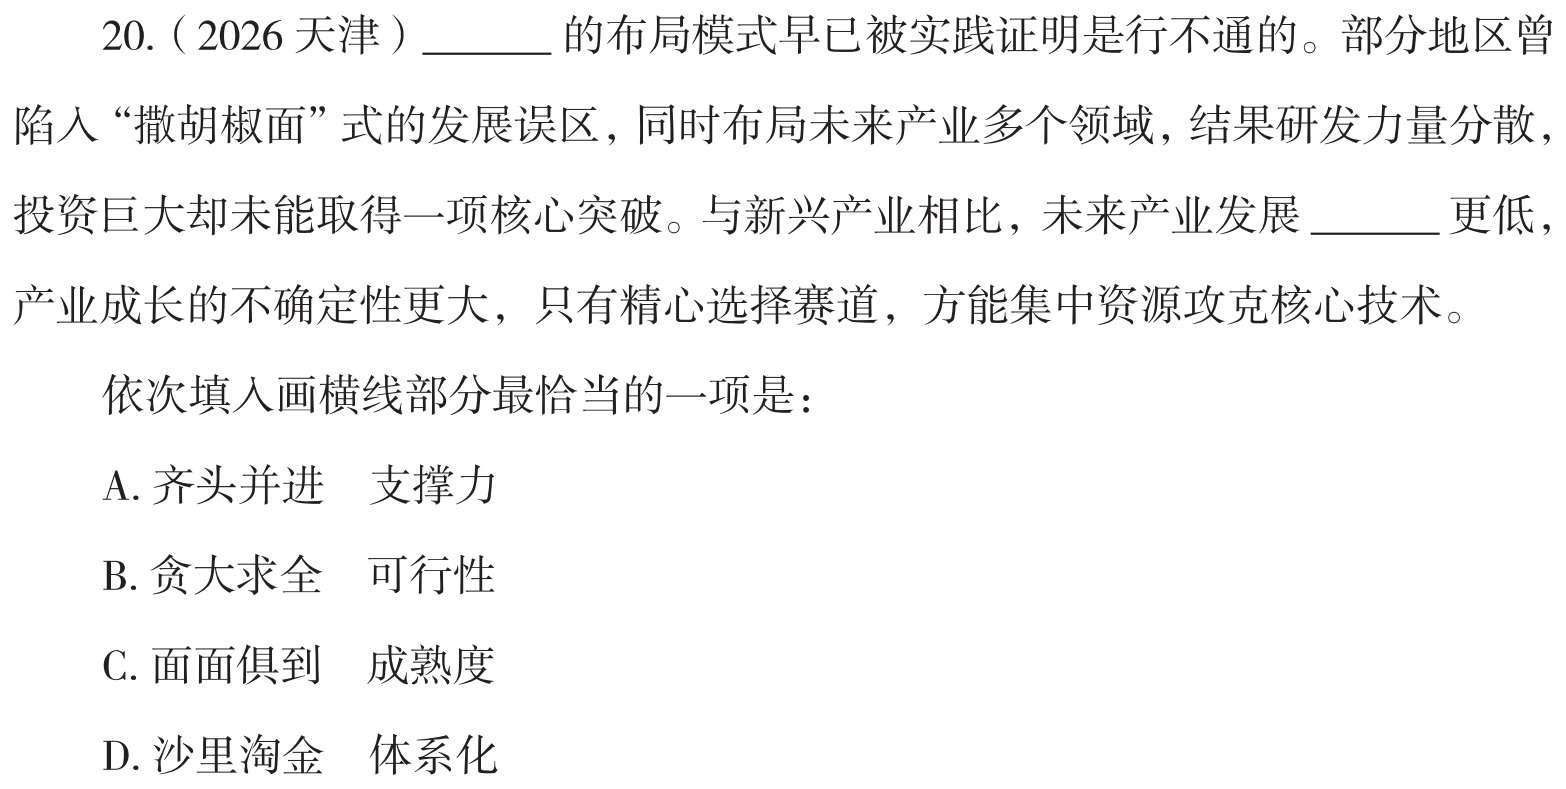 20.（2026 天津）______ 的布局模式早已被实践证明是行不通的。部分地区曾
陷入“撒胡椒面”式的发展误区，同时布局未来产业多个领域，结果研发力量分散，
投资巨大却未能取得一项核心突破。与新兴产业相比，未来产业发展 ______ 更低，
产业成长的不确定性更大，只有精心选择赛道，方能集中资源攻克核心技术。
依次填入画横线部分最恰当的一项是：
A. 齐头并进　支撑力
B. 贪大求全　可行性
C. 面面俱到　成熟度
D. 沙里淘金　体系化